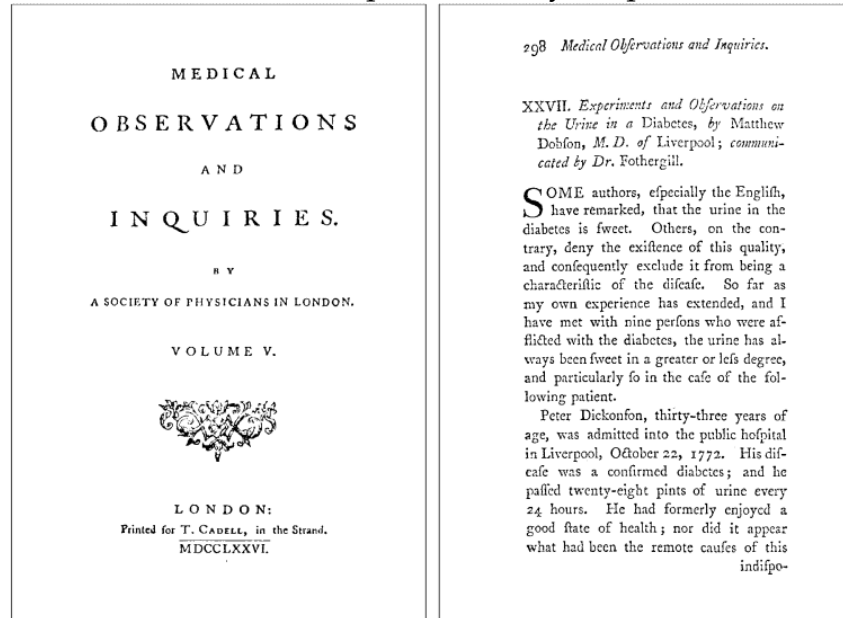 MEDICAL
OBSERVATIONS
AND
INQUIRIES.
BY
A SOCIETY OF PHYSICIANS IN LONDON.
VOLUME V.
LONDON:
Printed for T. CADELL, in the Strand.
MDCCLXXVI.
298 Medical Obſervations and Inquiries.
XXVII. Experiments and Obſervations on
the Urine in a Diabetes, by Matthew
Dobſon, M. D. of Liverpool; communi-
cated by Dr. Fothergill.
SOME authors, eſpecially the Engliſh,
have remarked, that the urine in the
diabetes is ſweet. Others, on the con-
trary, deny the exiſtence of this quality,
and conſequently exclude it from being a
characteriſtic of the diſeaſe. So far as
my own experience has extended, and I
have met with nine perſons who were af-
flicted with the diabetes, the urine has al-
ways been ſweet in a greater or leſs degree,
and particularly ſo in the caſe of the fol-
lowing patient.
Peter Dickonſon, thirty-three years of
age, was admitted into the public hoſpital
in Liverpool, October 22, 1772. His diſ-
eaſe was a confirmed diabetes; and he
paſſed twenty-eight pints of urine every
24 hours. He had formerly enjoyed a
good ſtate of health; nor did it appear
what had been the remote cauſes of this
indiſpo-